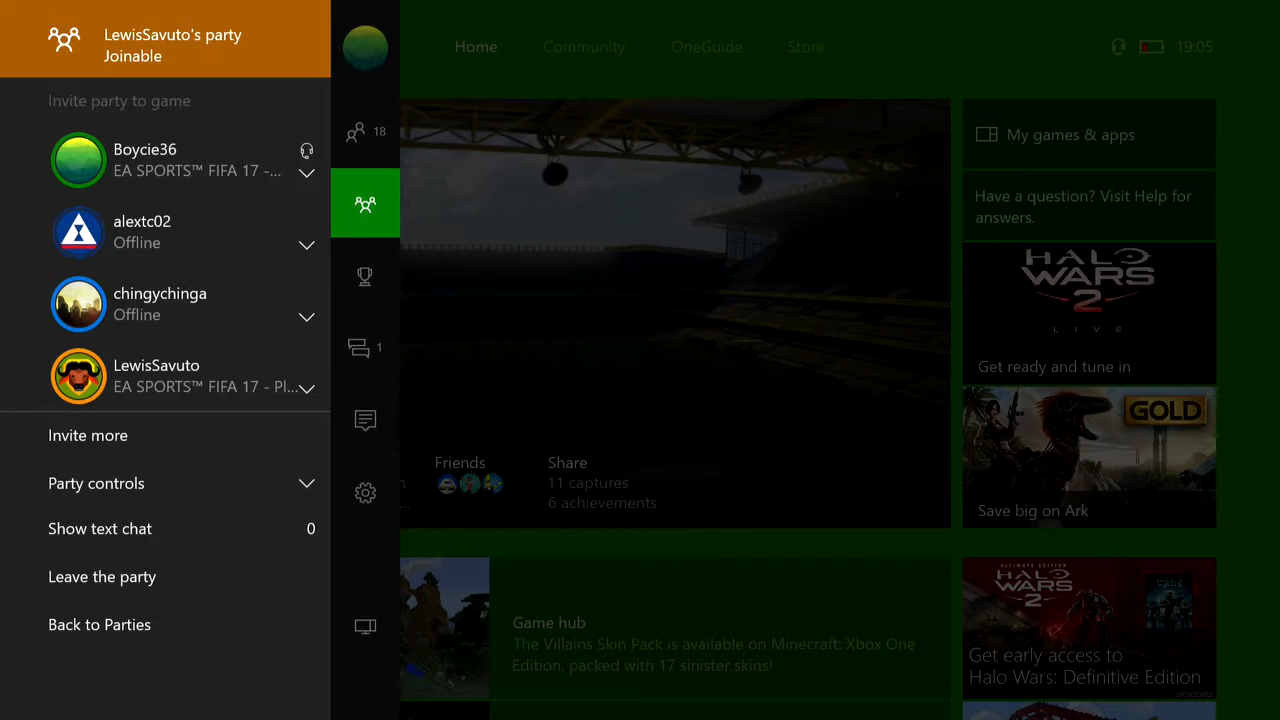 LewisSavuto's party
Joinable
Invite party to game
Boycie36
EA SPORTS™ FIFA 17 -...
alextc02
Offline
chingychinga
Offline
LewisSavuto
EA SPORTS™ FIFA 17 - Pl...
Invite more
Party controls
Show text chat 0
Leave the party
Back to Parties
18
1
Home Community OneGuide Store
19:05
Friends
Share
11 captures
6 achievements
Game hub
The Villains Skin Pack is available on Minecraft: Xbox One
Edition, packed with 17 sinister skins!
My games & apps
Have a question? Visit Help for
answers.
HALO
WARS
2
LIVE
Get ready and tune in
GOLD
Save big on Ark
ULTIMATE EDITION
HALO
WARS
2
Get early access to
Halo Wars: Definitive Edition
SPONSORED